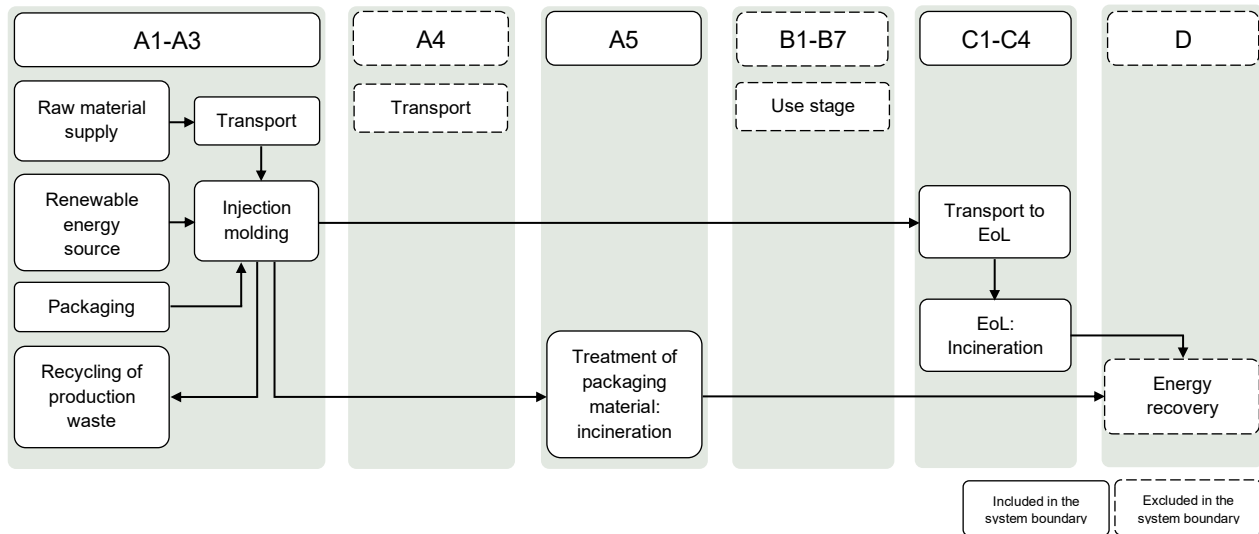 A1-A3
A4
A5
B1-B7
C1-C4
D
Raw material
supply
Transport
Transport
Use stage
Renewable
energy
source
Injection
molding
Transport to
EoL
Packaging
EoL:
Incineration
Recycling of
production
waste
Treatment of
packaging
material:
incineration
Energy
recovery
Included in the
system boundary
Excluded in the
system boundary